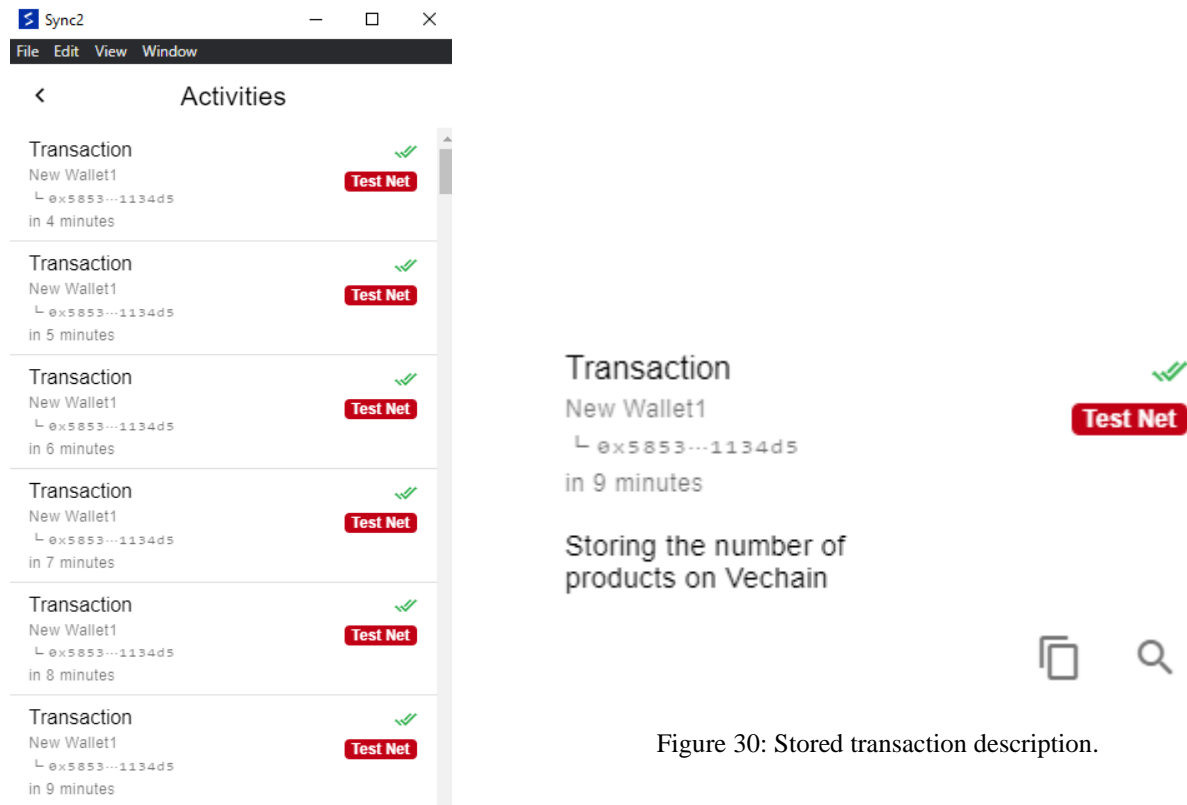 Sync2
File Edit View Window
Activities
Transaction
New Wallet1
Test Net
0x5853···1134d5
in 4 minutes
Transaction
New Wallet1
Test Net
0x5853···1134d5
in 5 minutes
Transaction
New Wallet1
Test Net
0x5853···1134d5
in 6 minutes
Transaction
New Wallet1
Test Net
0x5853···1134d5
in 7 minutes
Transaction
New Wallet1
Test Net
0x5853···1134d5
in 8 minutes
Transaction
New Wallet1
Test Net
0x5853···1134d5
in 9 minutes
Transaction
New Wallet1
Test Net
0x5853···1134d5
in 9 minutes
Storing the number of
products on Vechain
Figure 30: Stored transaction description.